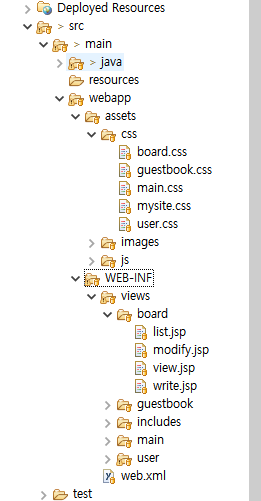 Deployed Resources
> src
> main
> java
resources
webapp
assets
css
board.css
guestbook.css
main.css
mysite.css
user.css
images
js
WEB-INF
views
board
list.jsp
modify.jsp
view.jsp
write.jsp
guestbook
includes
main
user
web.xml
test